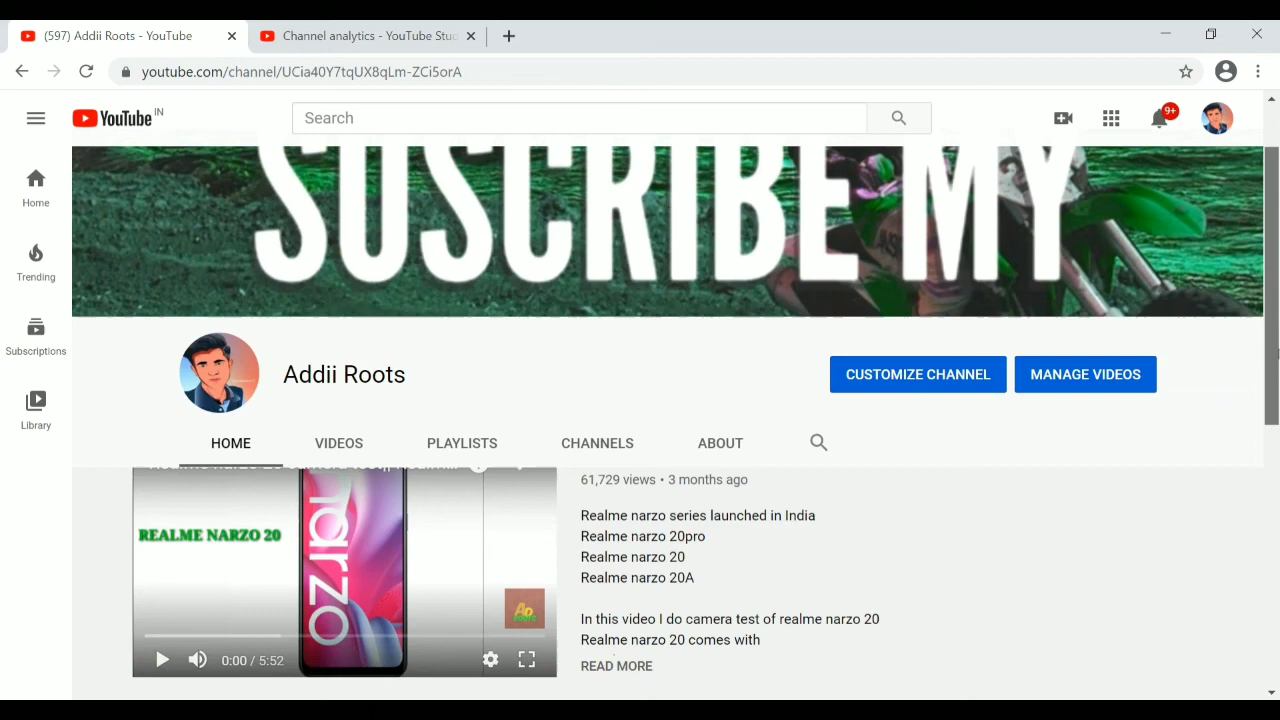 (597) Addii Roots - YouTube
Channel analytics - YouTube Stud
youtube.com/channel/UCia40Y7tqUX8qLm-ZCi5orA
YouTube IN
Search
9+
SUSCRIBE MY
Home
Trending
Subscriptions
Library
Addii Roots
CUSTOMIZE CHANNEL
MANAGE VIDEOS
HOME
VIDEOS
PLAYLISTS
CHANNELS
ABOUT
61,729 views • 3 months ago
Realme narzo series launched in India
Realme narzo 20pro
Realme narzo 20
Realme narzo 20A
In this video I do camera test of realme narzo 20
Realme narzo 20 comes with
READ MORE
REALME NARZO 20
narzo
0:00 / 5:52